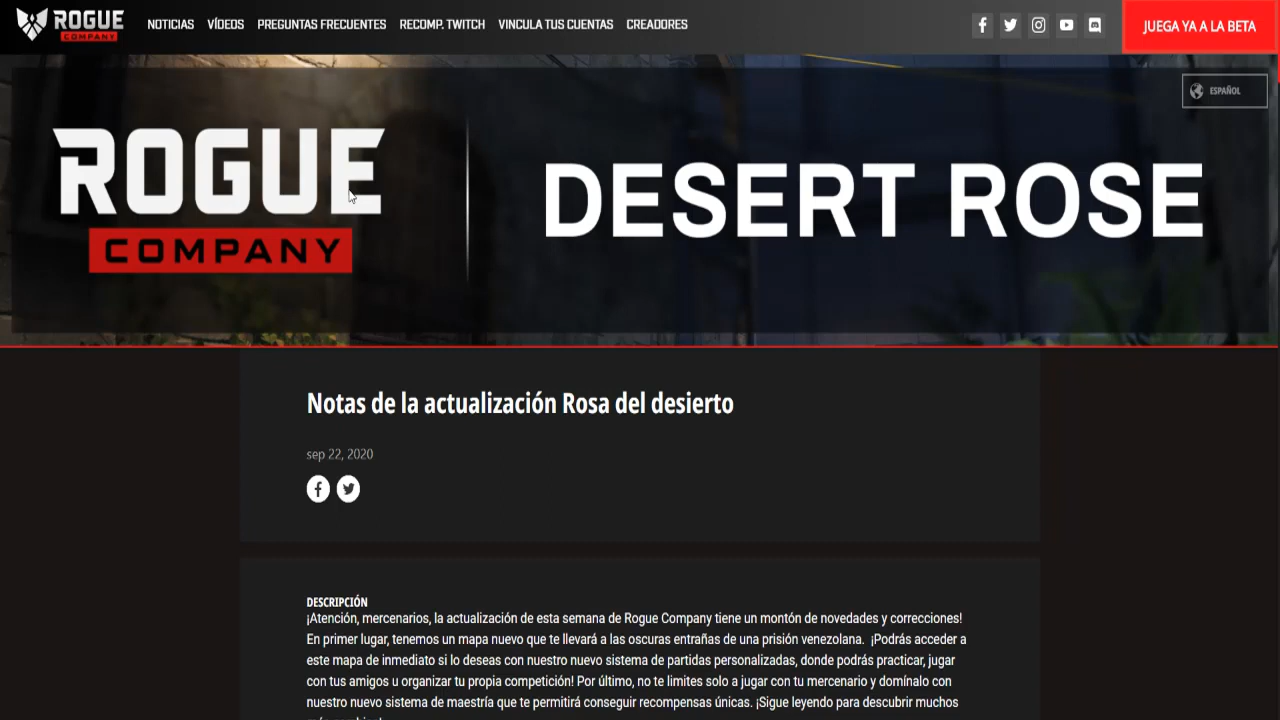 ROGUE
COMPANY
NOTICIAS VÍDEOS PREGUNTAS FRECUENTES RECOMP. TWITCH VINCULA TUS CUENTAS CREADORES
JUEGA YA A LA BETA
ESPAÑOL
ROGUE
COMPANY
DESERT ROSE
Notas de la actualización Rosa del desierto
sep 22, 2020
DESCRIPCIÓN
¡Atención, mercenarios, la actualización de esta semana de Rogue Company tiene un montón de novedades y correcciones!
En primer lugar, tenemos un mapa nuevo que te llevará a las oscuras entrañas de una prisión venezolana. ¡Podrás acceder a
este mapa de inmediato si lo deseas con nuestro nuevo sistema de partidas personalizadas, donde podrás practicar, jugar
con tus amigos u organizar tu propia competición! Por último, no te limites solo a jugar con tu mercenario y domínalo con
nuestro nuevo sistema de maestría que te permitirá conseguir recompensas únicas. ¡Sigue leyendo para descubrir muchos